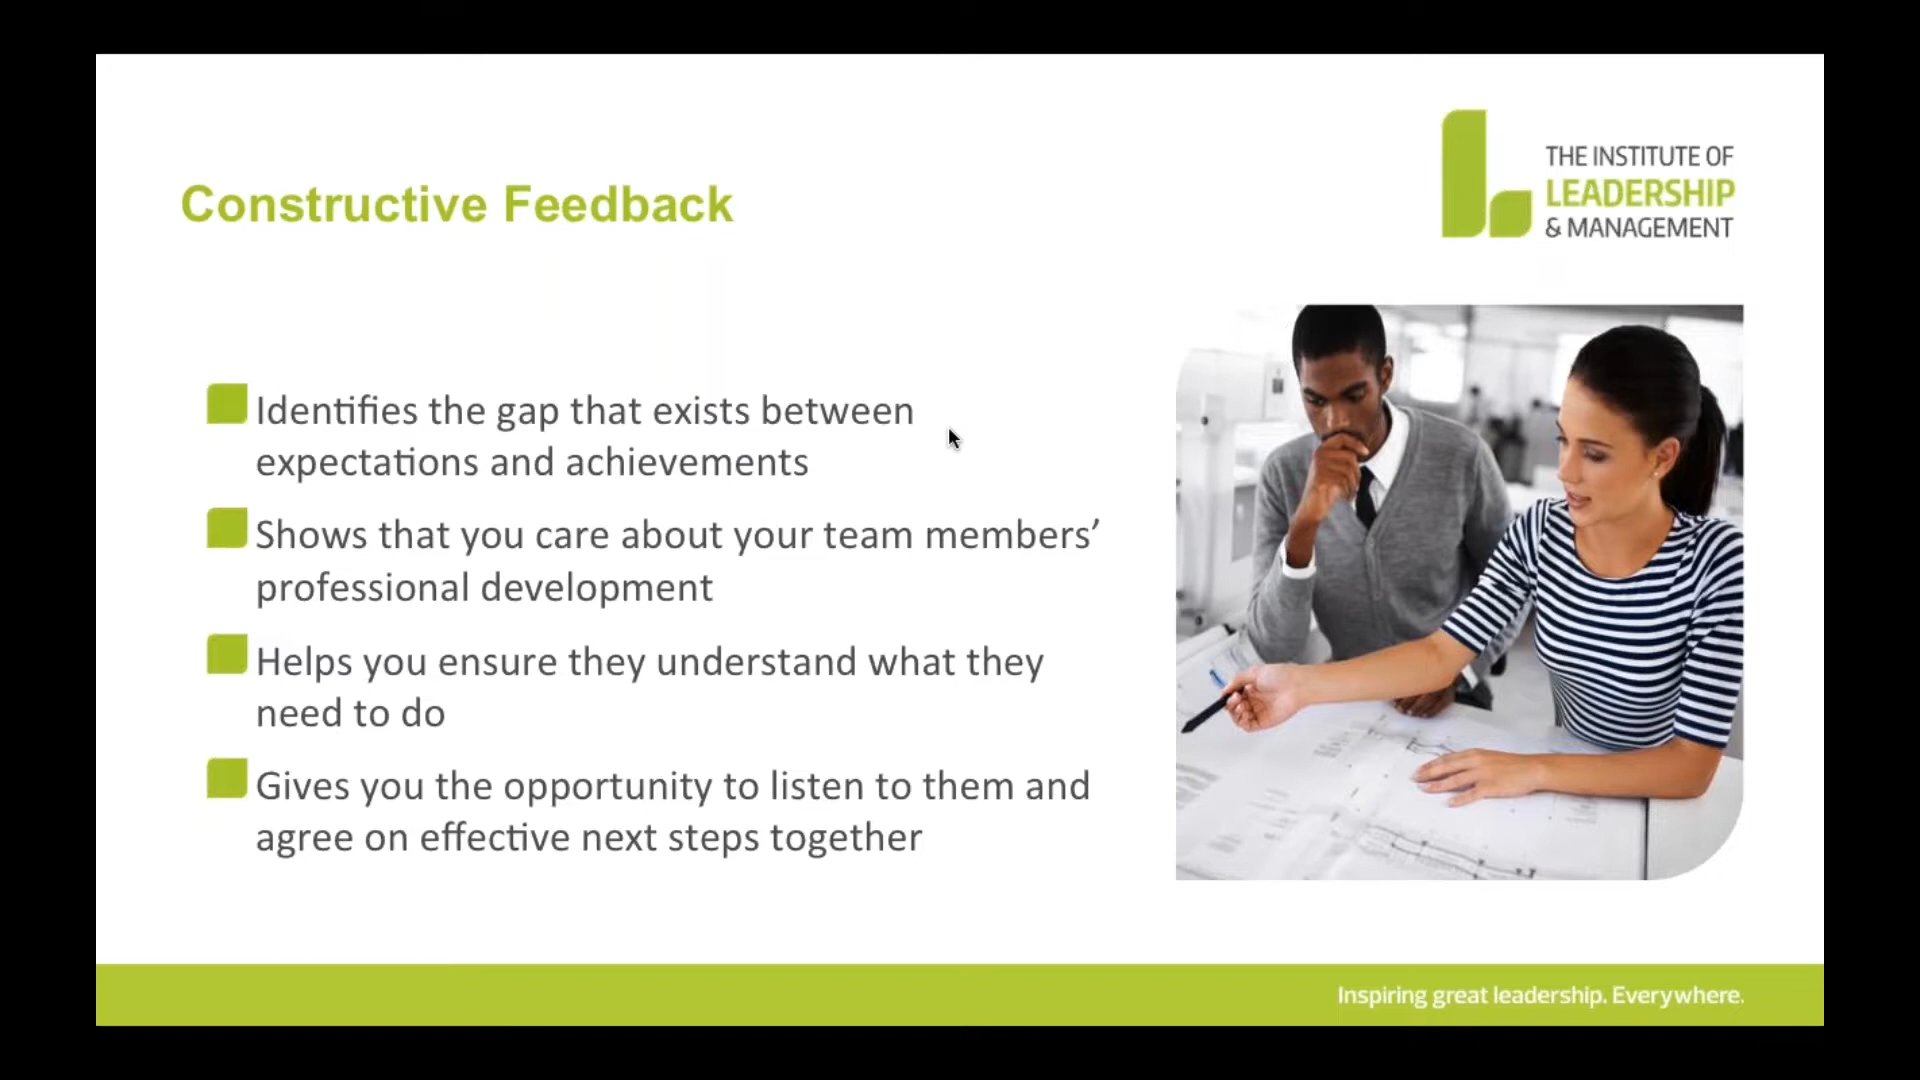 Constructive Feedback
THE INSTITUTE OF
LEADERSHIP
& MANAGEMENT
Identifies the gap that exists between
expectations and achievements
Shows that you care about your team members’
professional development
Helps you ensure they understand what they
need to do
Gives you the opportunity to listen to them and
agree on effective next steps together
Inspiring great leadership. Everywhere.